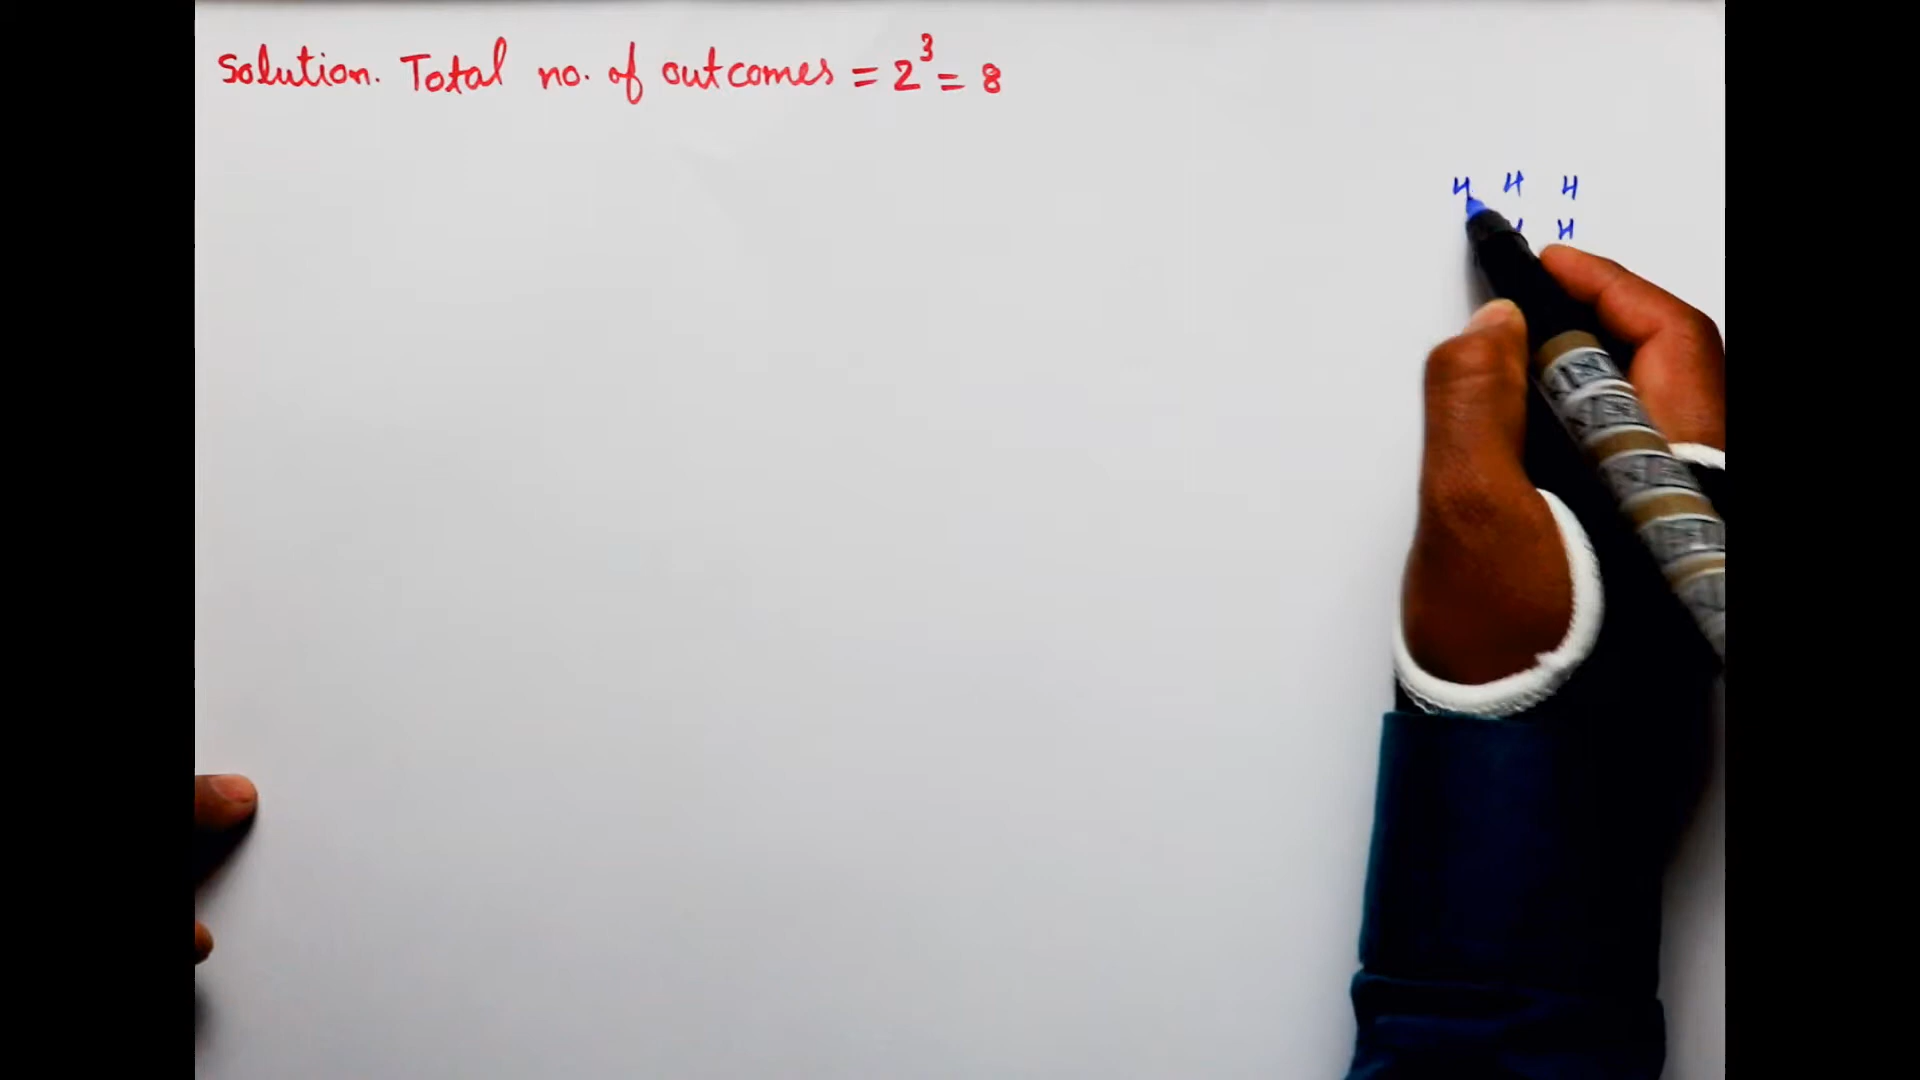 Solution. Total no. of outcomes = 2³ = 8
H H H
H